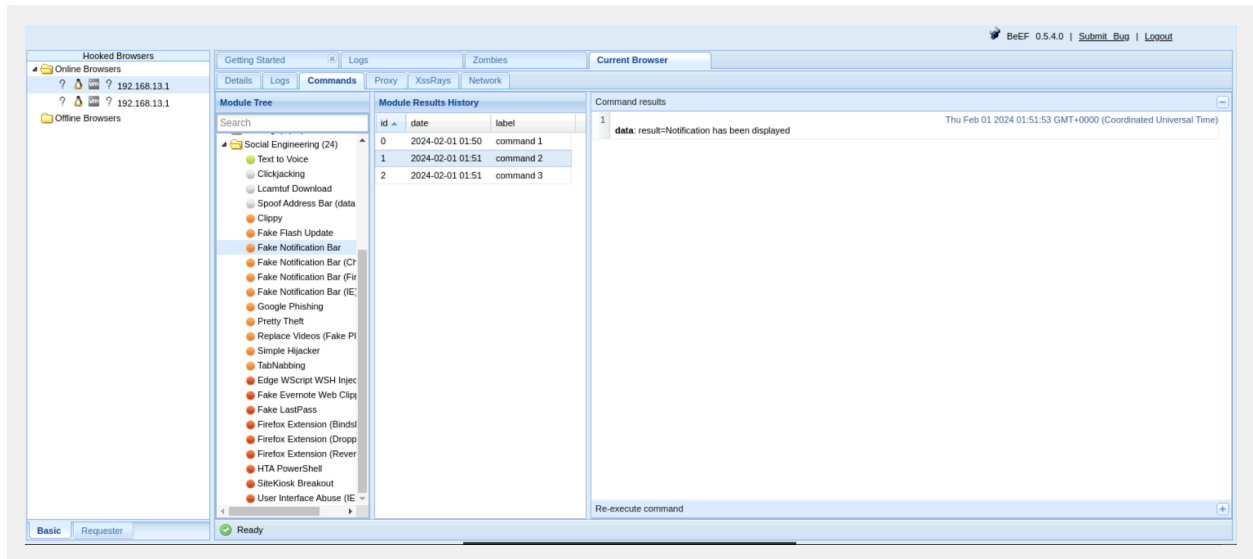 BeEF 0.5.4.0 | Submit Bug | Logout
Hooked Browsers
Online Browsers
? ? 192.168.13.1
? ? 192.168.13.1
Offline Browsers
Basic Requester
Getting Started Logs Zombies Current Browser
Details Logs Commands Proxy XssRays Network
Module Tree
Search
Social Engineering (24)
Text to Voice
Clickjacking
Lcamtuf Download
Spoof Address Bar (data
Clippy
Fake Flash Update
Fake Notification Bar
Fake Notification Bar (Ch
Fake Notification Bar (Fir
Fake Notification Bar (IE)
Google Phishing
Pretty Theft
Replace Videos (Fake Pl
Simple Hijacker
TabNabbing
Edge WScript WSH Injec
Fake Evernote Web Clip
Fake LastPass
Firefox Extension (Binds
Firefox Extension (Dropp
Firefox Extension (Rever
HTA PowerShell
SiteKiosk Breakout
User Interface Abuse (IE
Module Results History
id date label
0 2024-02-01 01:50 command 1
1 2024-02-01 01:51 command 2
2 2024-02-01 01:51 command 3
Command results
1 Thu Feb 01 2024 01:51:53 GMT+0000 (Coordinated Universal Time)
data: result=Notification has been displayed
Re-execute command
Ready